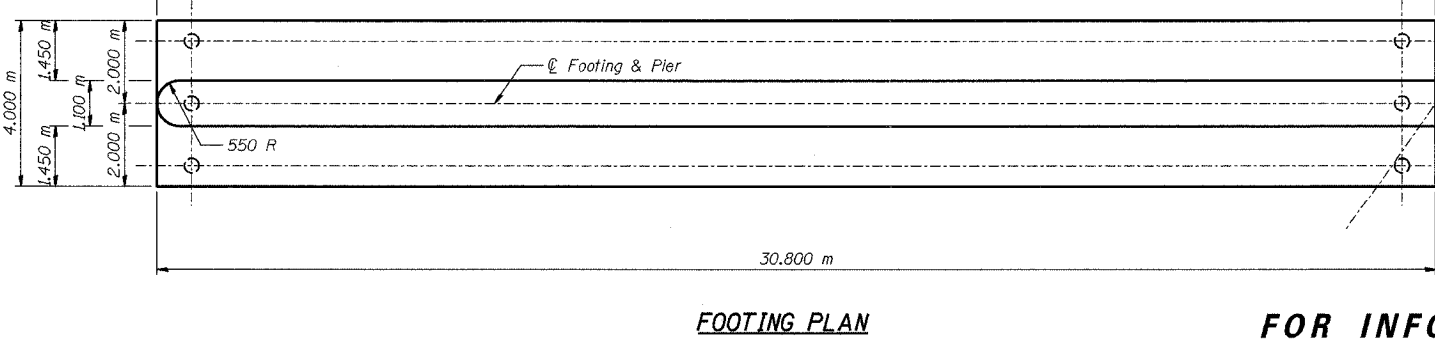 4.000 m
1.450 m
1.100 m
1.450 m
2.000 m
2.000 m
℄ Footing & Pier
550 R
30.800 m
FOOTING PLAN
FOR INFO